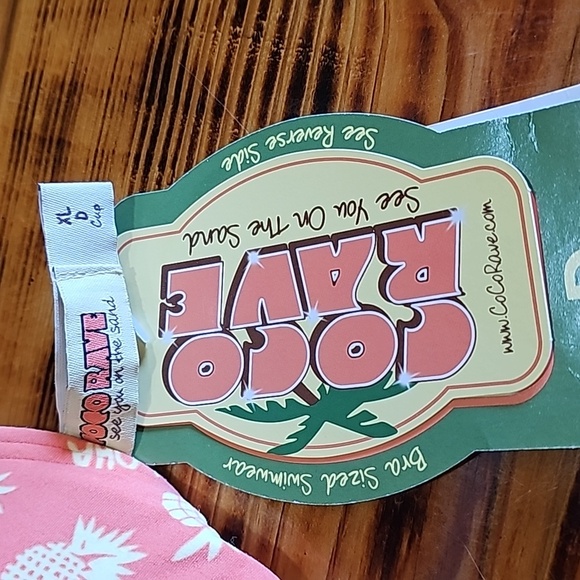 Bra Sized Swimwear
COCO
RAVE
See You On The Sand
See Reverse Side
www.CoCoRave.com
XL
D
Cup
COCO RAVE
see you on the sand